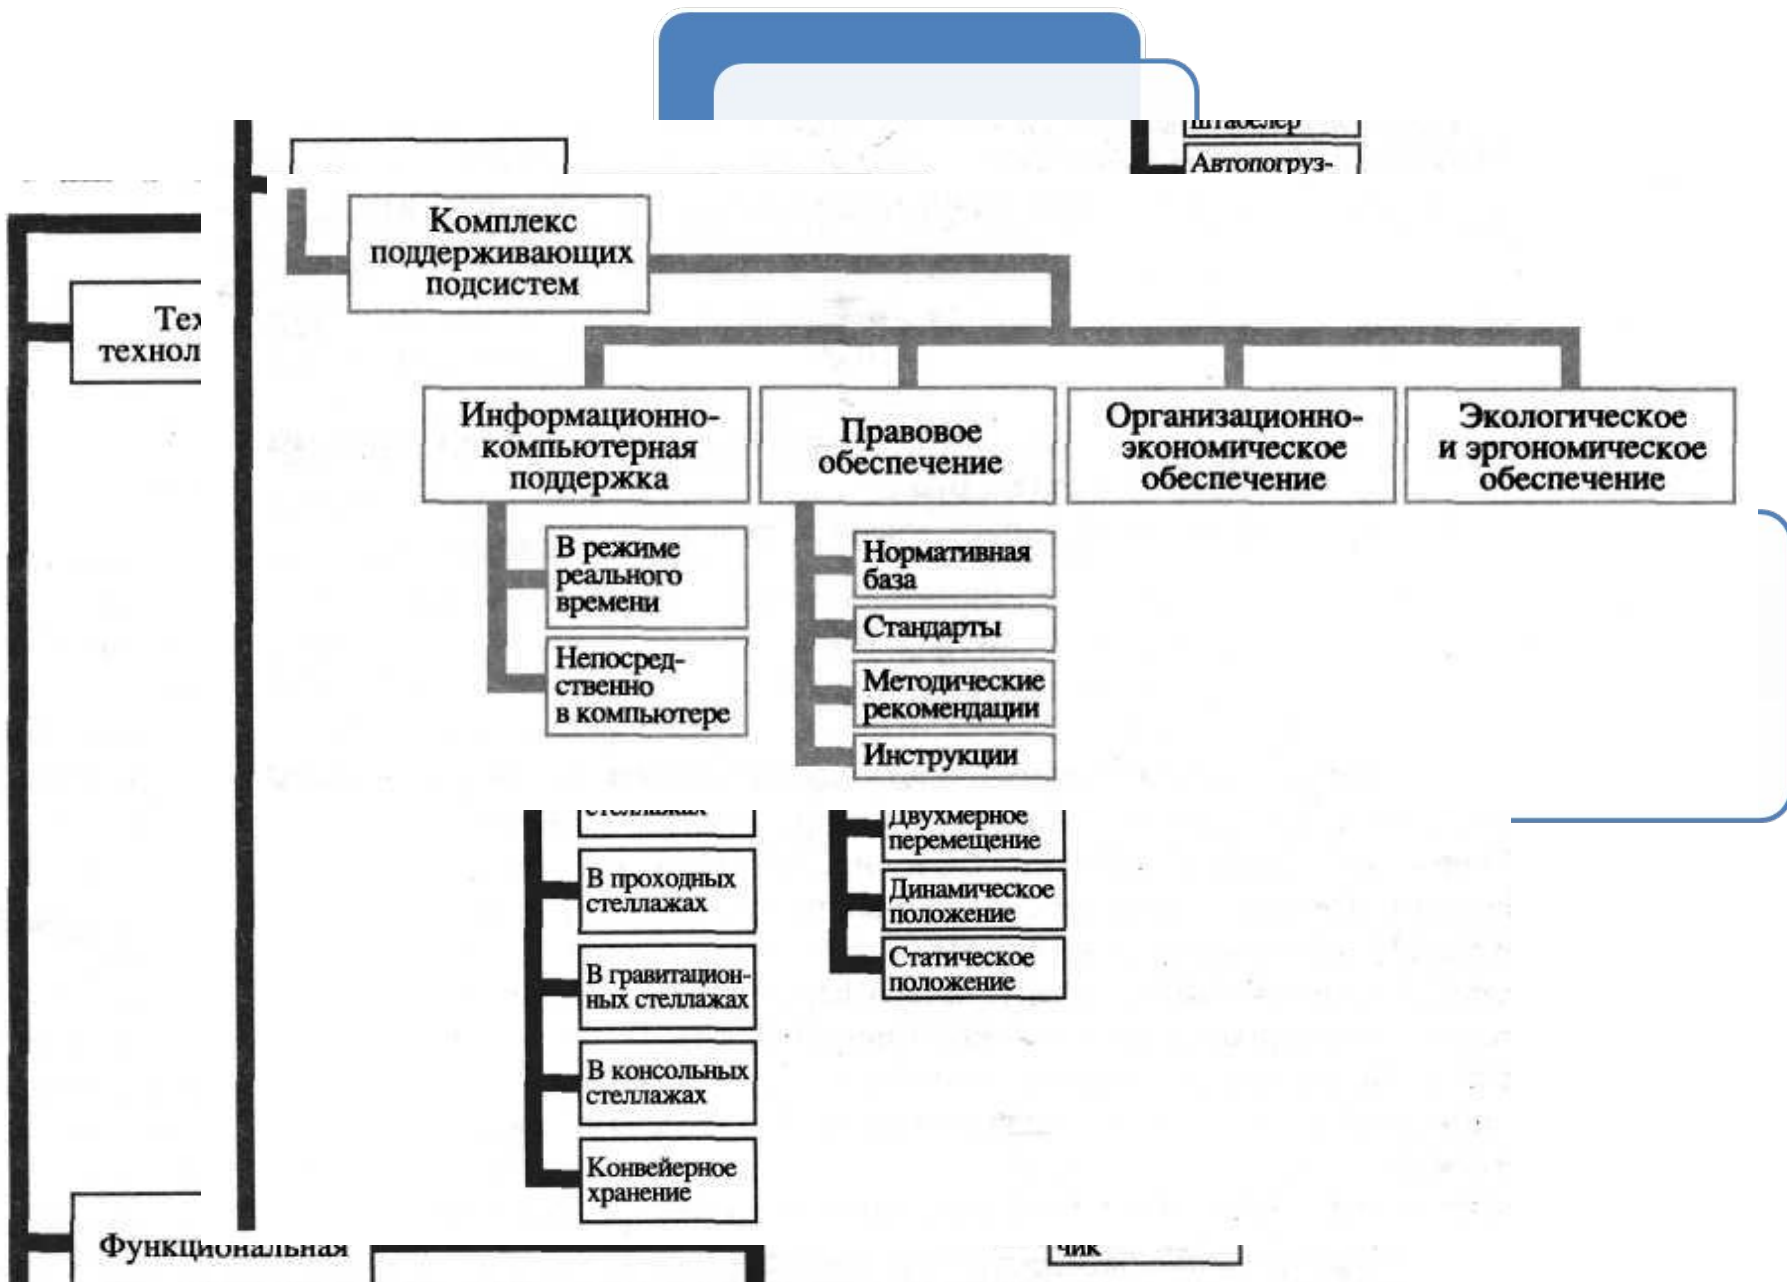 штабелер
Автопогруз-
Комплекс
поддерживающих
подсистем
Тех
технол
Информационно-
компьютерная
поддержка
В режиме
реального
времени
Непосред-
ственно
в компьютере
Правовое
обеспечение
Нормативная
база
Стандарты
Методические
рекомендации
Инструкции
Организационно-
экономическое
обеспечение
Экологическое
и эргономическое
обеспечение
стеллажах
В проходных
стеллажах
В гравитацион-
ных стеллажах
В консольных
стеллажах
Конвейерное
хранение
Двухмерное
перемещение
Динамическое
положение
Статическое
положение
Функциональная
чик